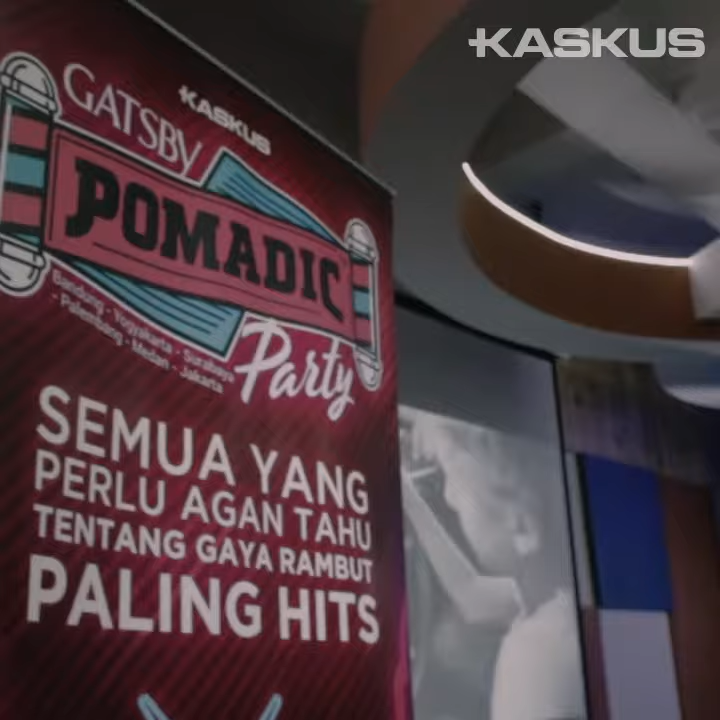 KASKUS
GATSBY
KASKUS
POMADIC
Party
Bandung - Yogyakarta - Surabaya
- Palembang - Medan - Jakarta
SEMUA YANG
PERLU AGAN TAHU
TENTANG GAYA RAMBUT
PALING HITS